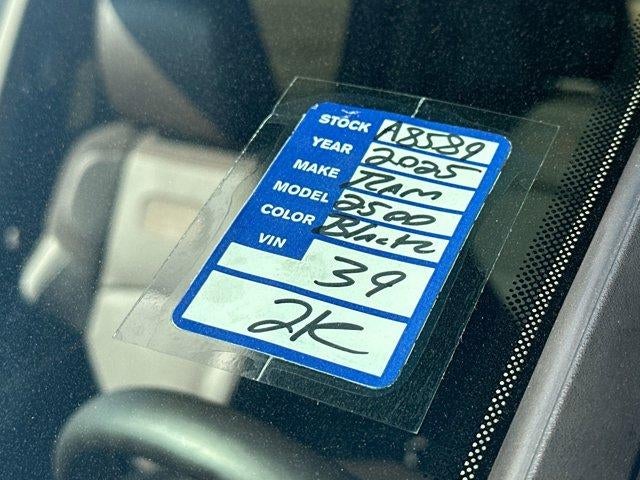 STOCK A8589
YEAR 2025
MAKE RAM
MODEL 2500
COLOR Black
VIN 39
2K